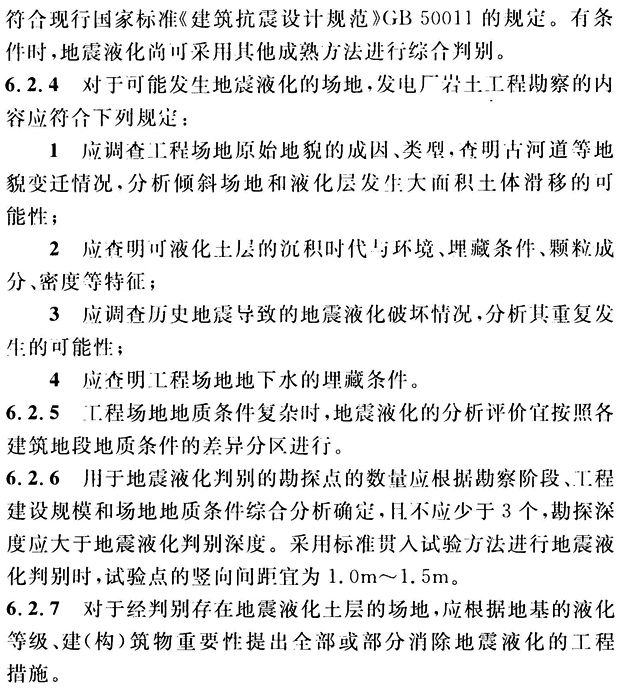 符合现行国家标准《建筑抗震设计规范》GB 50011 的规定。有条
件时,地震液化尚可采用其他成熟方法进行综合判别。
6.2.4 对于可能发生地震液化的场地,发电厂岩土工程勘察的内
容应符合下列规定:
1 应调查工程场地原始地貌的成因、类型,查明古河道等地
貌变迁情况,分析倾斜场地和液化层发生大面积土体滑移的可
能性;
2 应查明可液化土层的沉积时代与环境、埋藏条件、颗粒成
分、密度等特征;
3 应调查历史地震导致的地震液化破坏情况,分析其重复发
生的可能性;
4 应查明工程场地地下水的埋藏条件。
6.2.5 工程场地地质条件复杂时,地震液化的分析评价宜按照各
建筑地段地质条件的差异分区进行。
6.2.6 用于地震液化判别的勘探点的数量应根据勘察阶段、工程
建设规模和场地地质条件综合分析确定,且不应少于 3 个,勘探深
度应大于地震液化判别深度。采用标准贯入试验方法进行地震液
化判别时,试验点的竖向间距宜为 1.0m~1.5m。
6.2.7 对于经判别存在地震液化土层的场地,应根据地基的液化
等级、建(构)筑物重要性提出全部或部分消除地震液化的工程
措施。